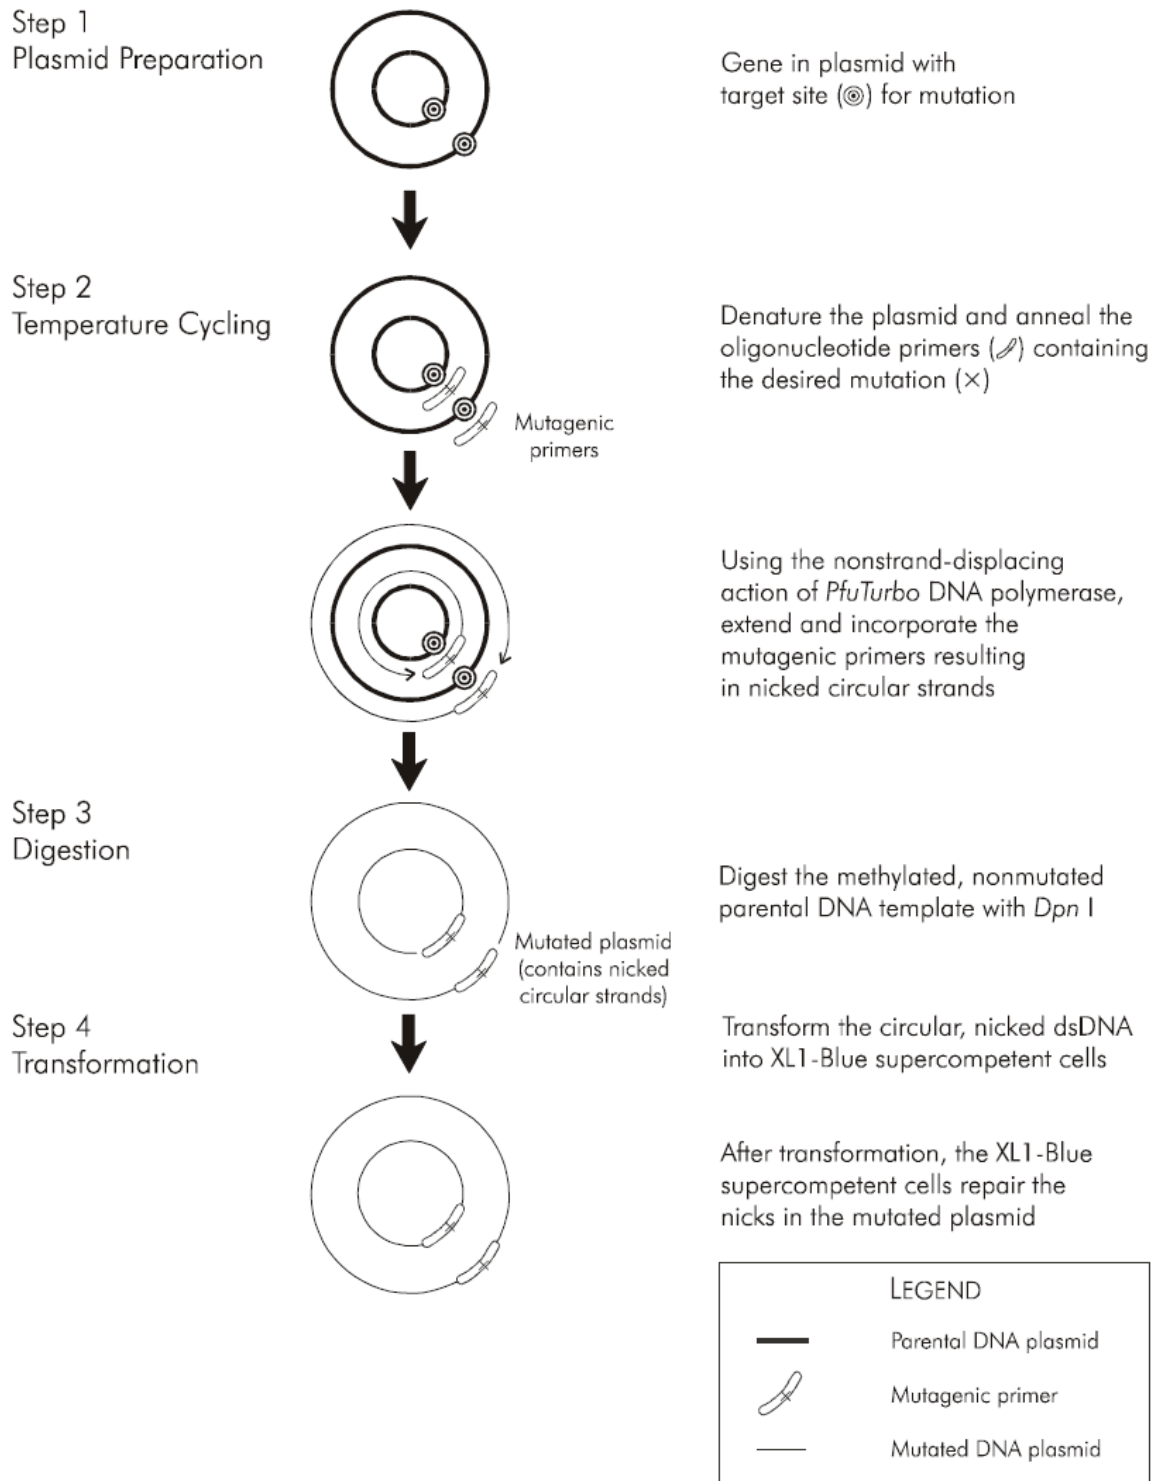 Step 1
Plasmid Preparation
Gene in plasmid with
target site () for mutation
Step 2
Temperature Cycling
Denature the plasmid and anneal the
oligonucleotide primers () containing
the desired mutation (×)
Mutagenic
primers
Using the nonstrand-displacing
action of PfuTurbo DNA polymerase,
extend and incorporate the
mutagenic primers resulting
in nicked circular strands
Step 3
Digestion
Digest the methylated, nonmutated
parental DNA template with Dpn I
Mutated plasmid
(contains nicked
circular strands)
Step 4
Transformation
Transform the circular, nicked dsDNA
into XL1-Blue supercompetent cells
After transformation, the XL1-Blue
supercompetent cells repair the
nicks in the mutated plasmid
LEGEND
Parental DNA plasmid
Mutagenic primer
Mutated DNA plasmid